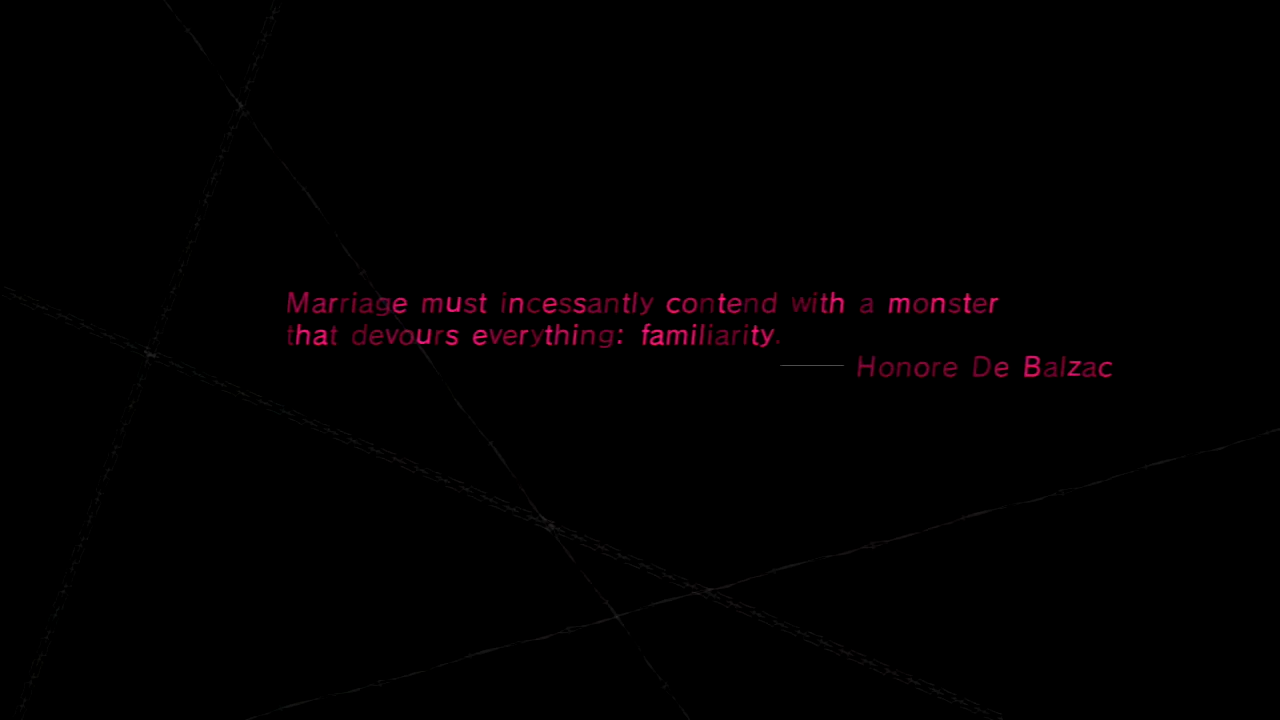 Marriage must incessantly contend with a monster
that devours everything: familiarity.
—— Honore De Balzac